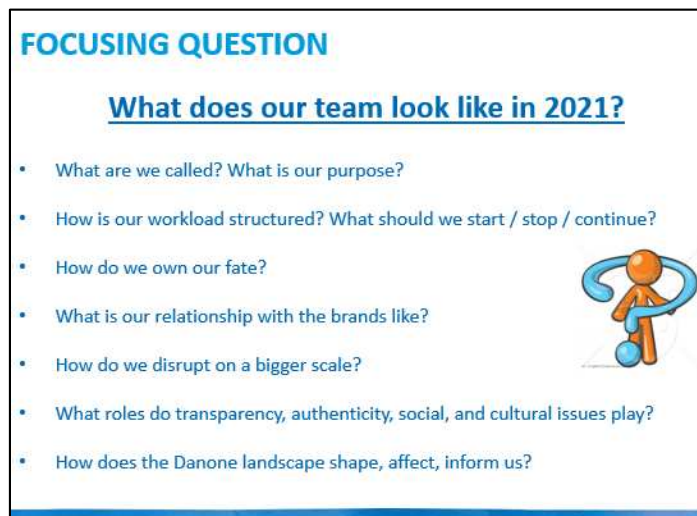 FOCUSING QUESTION
What does our team look like in 2021?
• What are we called? What is our purpose?
• How is our workload structured? What should we start / stop / continue?
• How do we own our fate?
• What is our relationship with the brands like?
• How do we disrupt on a bigger scale?
• What roles do transparency, authenticity, social, and cultural issues play?
• How does the Danone landscape shape, affect, inform us?